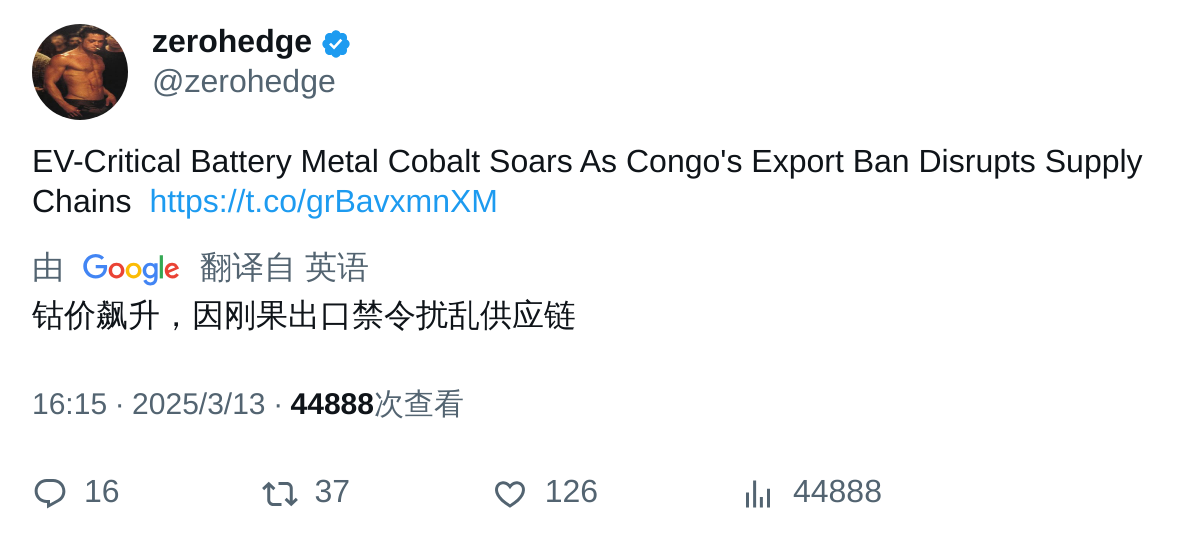 zerohedge
@zerohedge
EV-Critical Battery Metal Cobalt Soars As Congo's Export Ban Disrupts Supply
Chains https://t.co/grBavxmnXM
由 Google 翻译自 英语
钴价飙升，因刚果出口禁令扰乱供应链
16:15 · 2025/3/13 · 44888次查看
16 37 126 44888